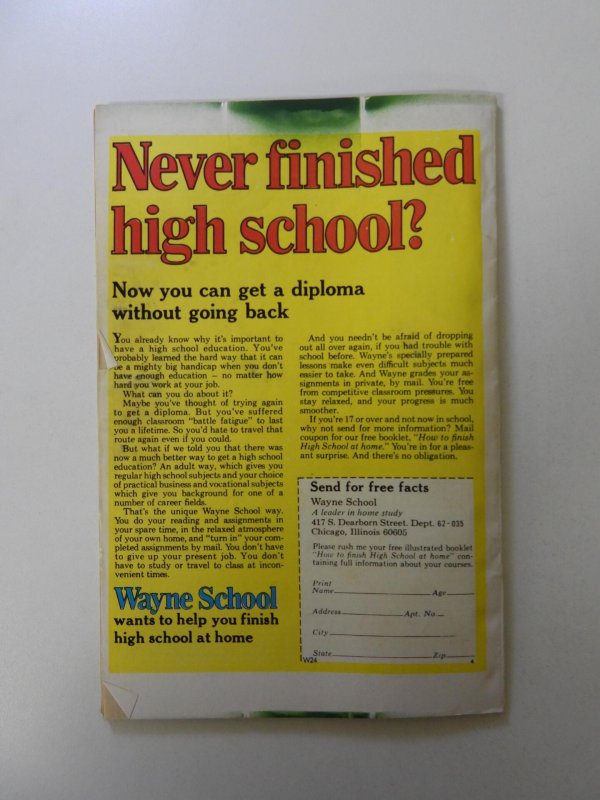 Never finished
high school?
Now you can get a diploma
without going back
You already know why it's important to
have a high school education. You've
probably learned the hard way that it can
be a mighty big handicap when you don't
have enough education — no matter how
hard you work at your job.
What can you do about it?
Maybe you've thought of trying again
to get a diploma. But you've suffered
enough classroom "battle fatigue" to last
you a lifetime. So you'd hate to travel that
route again even if you could.
But what if we told you that there was
now a much better way to get a high school
education? An adult way, which gives you
regular high school subjects and your choice
of practical business and vocational subjects
which give you background for one of a
number of career fields.
That's the unique Wayne School way.
You do your reading and assignments in
your spare time, in the relaxed atmosphere
of your own home, and "turn in" your com-
pleted assignments by mail. You don't have
to give up your present job. You don't
have to study or travel to class at incon-
venient times.
Wayne School
wants to help you finish
high school at home
And you needn't be afraid of dropping
out all over again, if you had trouble with
school before. Wayne's specially prepared
lessons make even difficult subjects much
easier to take. And Wayne grades your as-
signments in private, by mail. You're free
from competitive classroom pressures. You
stay relaxed, and your progress is much
smoother.
If you're 17 or over and not now in school,
why not send for more information? Mail
coupon for our free booklet, "How to finish
High School at home." You're in for a pleas-
ant surprise. And there's no obligation.
Send for free facts
Wayne School
A leader in home study
417 S. Dearborn Street. Dept. 62-035
Chicago, Illinois 60605
Please rush me your free illustrated booklet
"How to finish High School at home" con-
taining full information about your courses.
Print
Name Age
Address Apt. No.
City
State Zip
W24 4